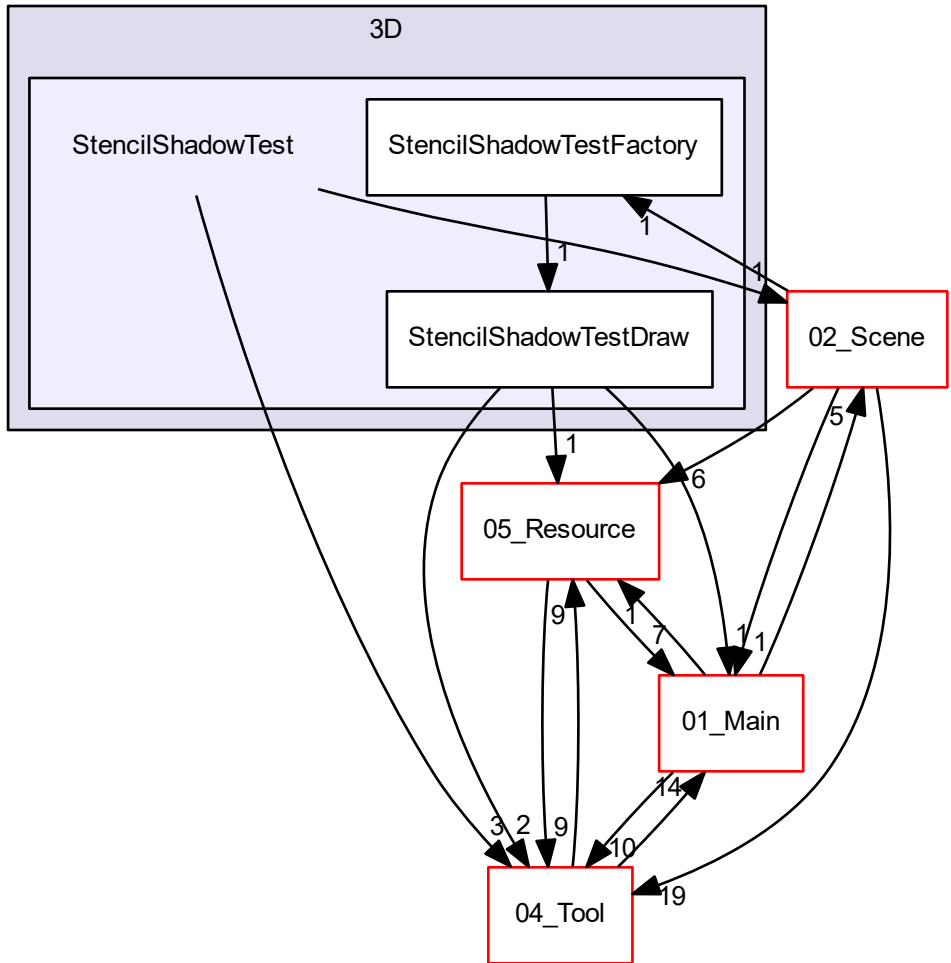 3D
StencilShadowTest
StencilShadowTestFactory
1
1
1
StencilShadowTestDraw
02_Scene
5
1
6
05_Resource
9
1
7
1
1
01_Main
14
3
2
9
10
19
04_Tool